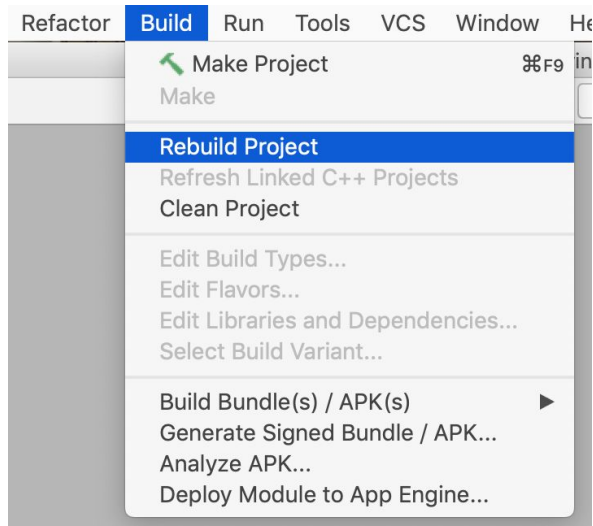 Refactor Build Run Tools VCS Window He
Make Project ⌘F9 in
Make
Rebuild Project
Refresh Linked C++ Projects
Clean Project
Edit Build Types...
Edit Flavors...
Edit Libraries and Dependencies...
Select Build Variant...
Build Bundle(s) / APK(s) ▶
Generate Signed Bundle / APK...
Analyze APK...
Deploy Module to App Engine...